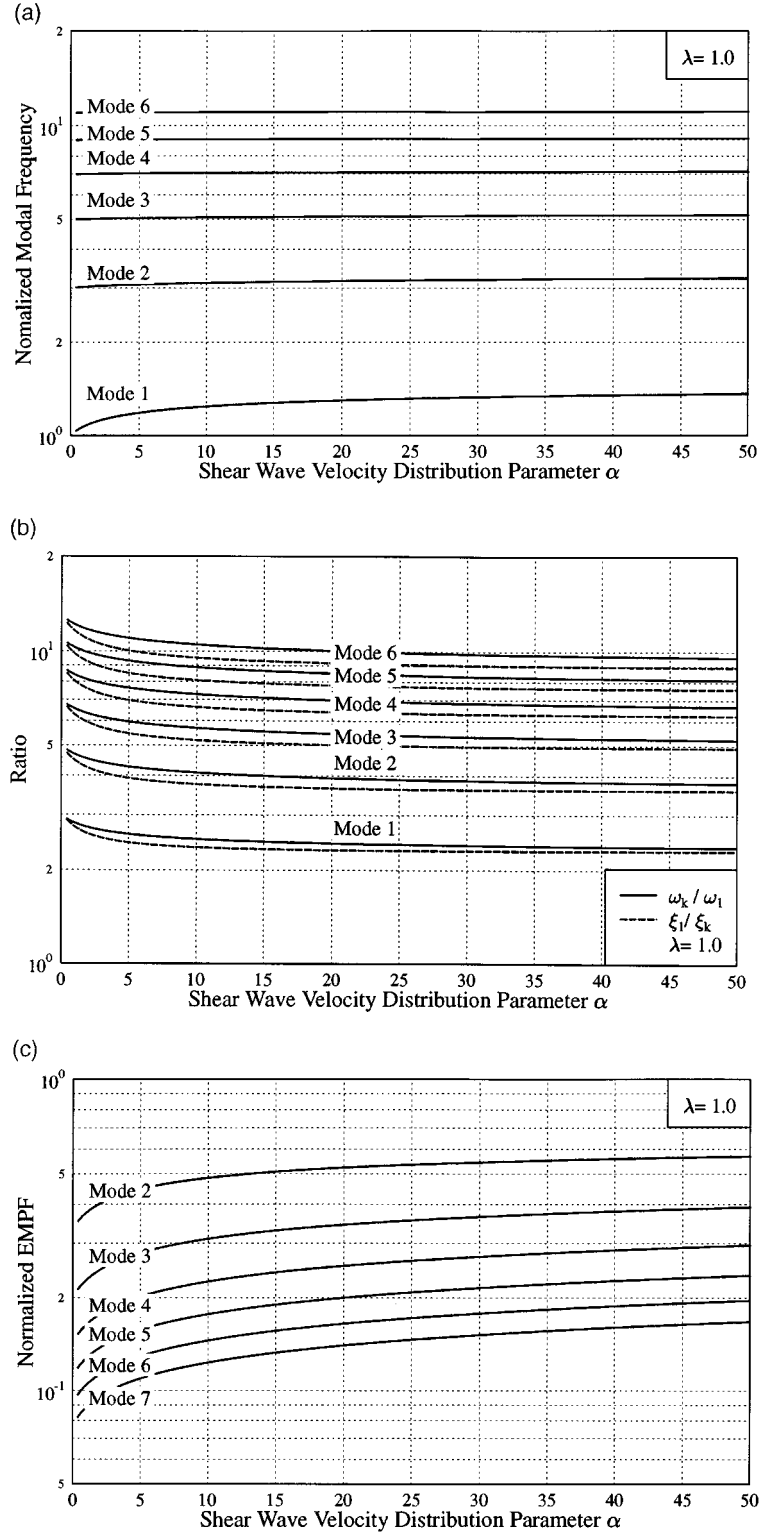 (a)
2
λ= 1.0
Mode 6
10¹
Mode 5
Mode 4
Mode 3
5
Mode 2
2
Mode 1
10⁰
0 5 10 15 20 25 30 35 40 45 50
Nomalized Modal Frequency
Shear Wave Velocity Distribution Parameter α
(b)
2
10¹
Mode 6
Mode 5
Mode 4
Mode 3
5
Mode 2
Mode 1
2
ωk / ω1
ξ1/ ξk
λ= 1.0
10⁰
0 5 10 15 20 25 30 35 40 45 50
Ratio
Shear Wave Velocity Distribution Parameter α
(c)
10⁰
λ= 1.0
5
Mode 2
Mode 3
2
Mode 4
Mode 5
Mode 6
10⁻¹
Mode 7
5
0 5 10 15 20 25 30 35 40 45 50
Normalized EMPF
Shear Wave Velocity Distribution Parameter α